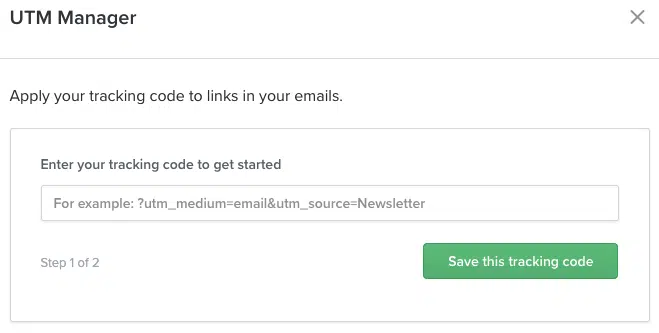 UTM Manager
Apply your tracking code to links in your emails.
Enter your tracking code to get started
For example: ?utm_medium=email&utm_source=Newsletter
Step 1 of 2
Save this tracking code